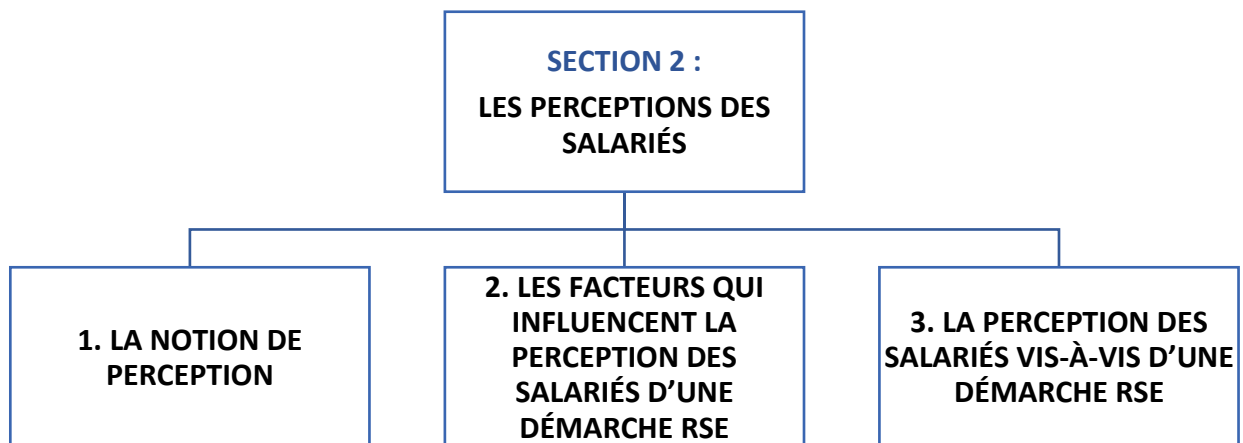 SECTION 2 :
LES PERCEPTIONS DES
SALARIÉS
1. LA NOTION DE
PERCEPTION
2. LES FACTEURS QUI
INFLUENCENT LA
PERCEPTION DES
SALARIÉS D’UNE
DÉMARCHE RSE
3. LA PERCEPTION DES
SALARIÉS VIS-À-VIS D’UNE
DÉMARCHE RSE